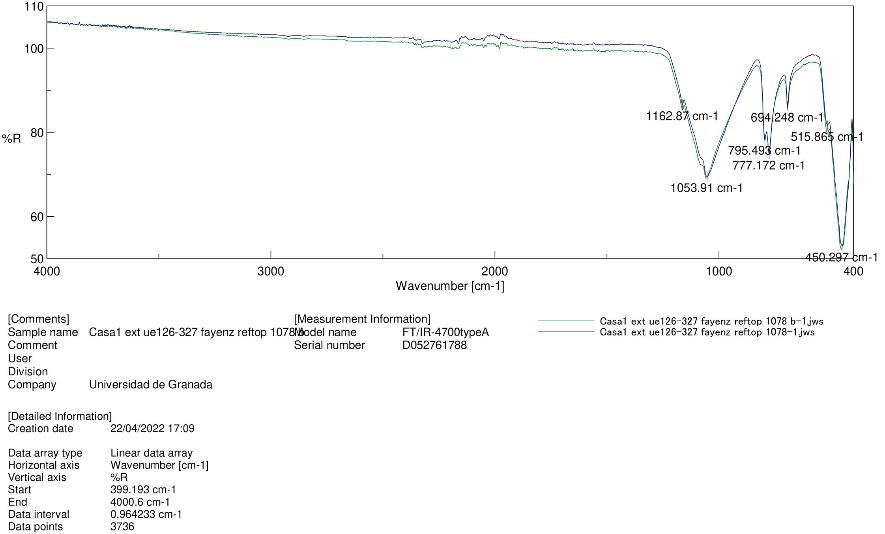 110
100
%R
80
60
50
1162.87 cm-1
1053.91 cm-1
694.248 cm-1
795.493 cm-1
777.172 cm-1
515.865 cm-1
450.297 cm-1
4000
3000
2000
1000
400
Wavenumber [cm-1]
[Comments]
Sample name Casa1 ext ue126-327 fayenz reftop 1078 b
Comment
User
Division
Company Universidad de Granada
[Measurement Information]
Model name FT/IR-4700typeA
Serial number D052761788
Casa1 ext ue126-327 fayenz reftop 1078 b-1.jws
Casa1 ext ue126-327 fayenz reftop 1078-1.jws
[Detailed Information]
Creation date 22/04/2022 17:09
Data array type Linear data array
Horizontal axis Wavenumber [cm-1]
Vertical axis %R
Start 399.193 cm-1
End 4000.6 cm-1
Data interval 0.964233 cm-1
Data points 3736